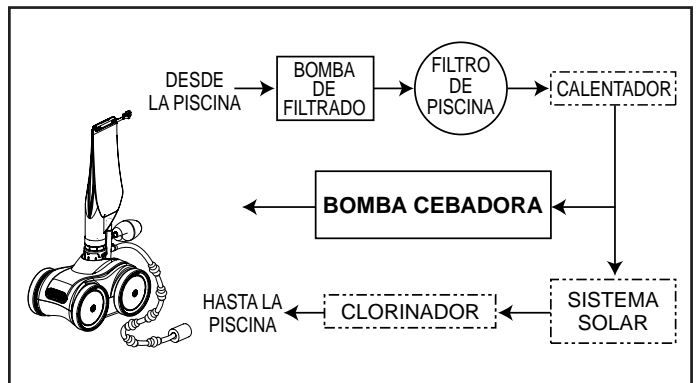 DESDE
LA PISCINA
BOMBA
DE
FILTRADO
FILTRO
DE
PISCINA
CALENTADOR
BOMBA CEBADORA
HASTA LA
PISCINA
CLORINADOR
SISTEMA
SOLAR